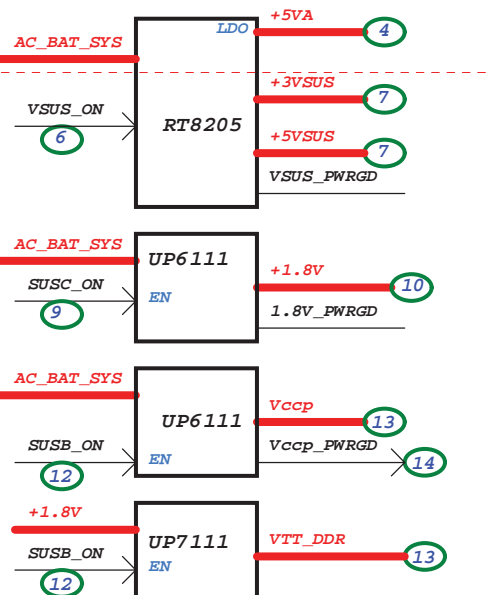 LDO
+5VA
4
AC_BAT_SYS
+3VSUS
7
VSUS_ON
6
RT8205
+5VSUS
7
VSUS_PWRGD
AC_BAT_SYS
UP6111
+1.8V
10
SUSC_ON
9
EN
1.8V_PWRGD
AC_BAT_SYS
UP6111
Vccp
13
SUSB_ON
12
EN
Vccp_PWRGD
14
+1.8V
UP7111
VTT_DDR
13
SUSB_ON
12
EN